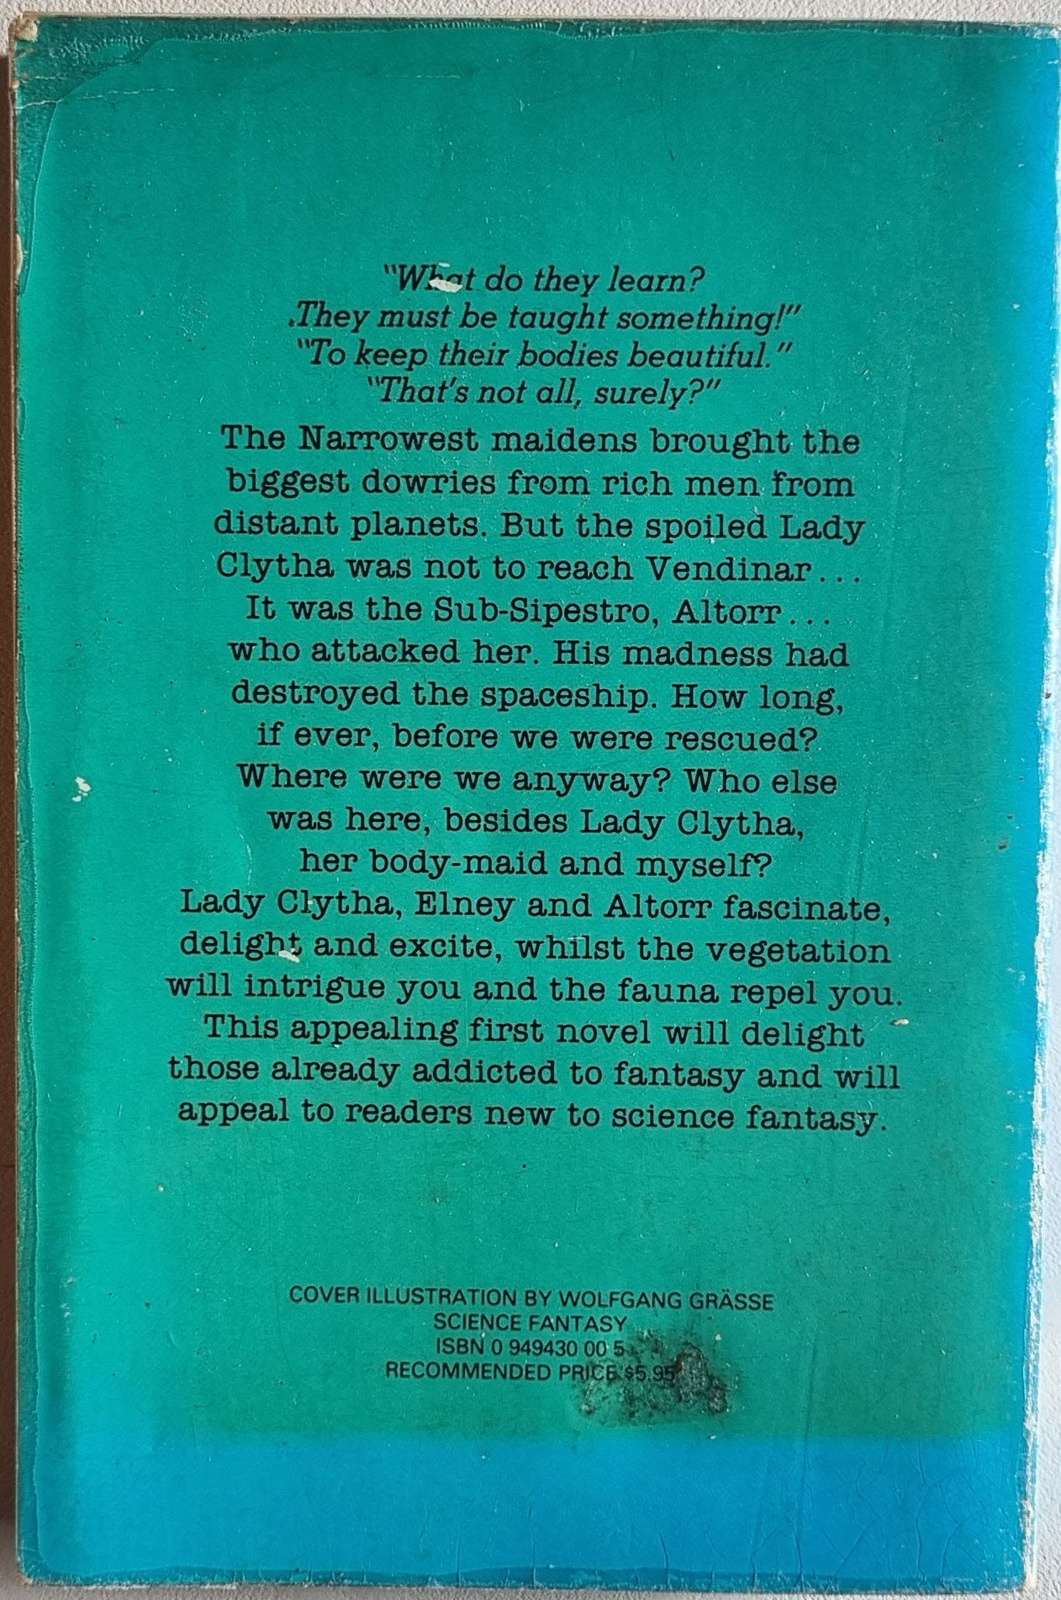 "What do they learn?
.They must be taught something!"
"To keep their bodies beautiful."
"That's not all, surely?"
The Narrowest maidens brought the
biggest dowries from rich men from
distant planets. But the spoiled Lady
Clytha was not to reach Vendinar...
It was the Sub-Sipestro, Altorr...
who attacked her. His madness had
destroyed the spaceship. How long,
if ever, before we were rescued?
Where were we anyway? Who else
was here, besides Lady Clytha,
her body-maid and myself?
Lady Clytha, Elney and Altorr fascinate,
delight and excite, whilst the vegetation
will intrigue you and the fauna repel you.
This appealing first novel will delight
those already addicted to fantasy and will
appeal to readers new to science fantasy.
COVER ILLUSTRATION BY WOLFGANG GRÄSSE
SCIENCE FANTASY
ISBN 0 949430 00 5
RECOMMENDED PRICE $5.95